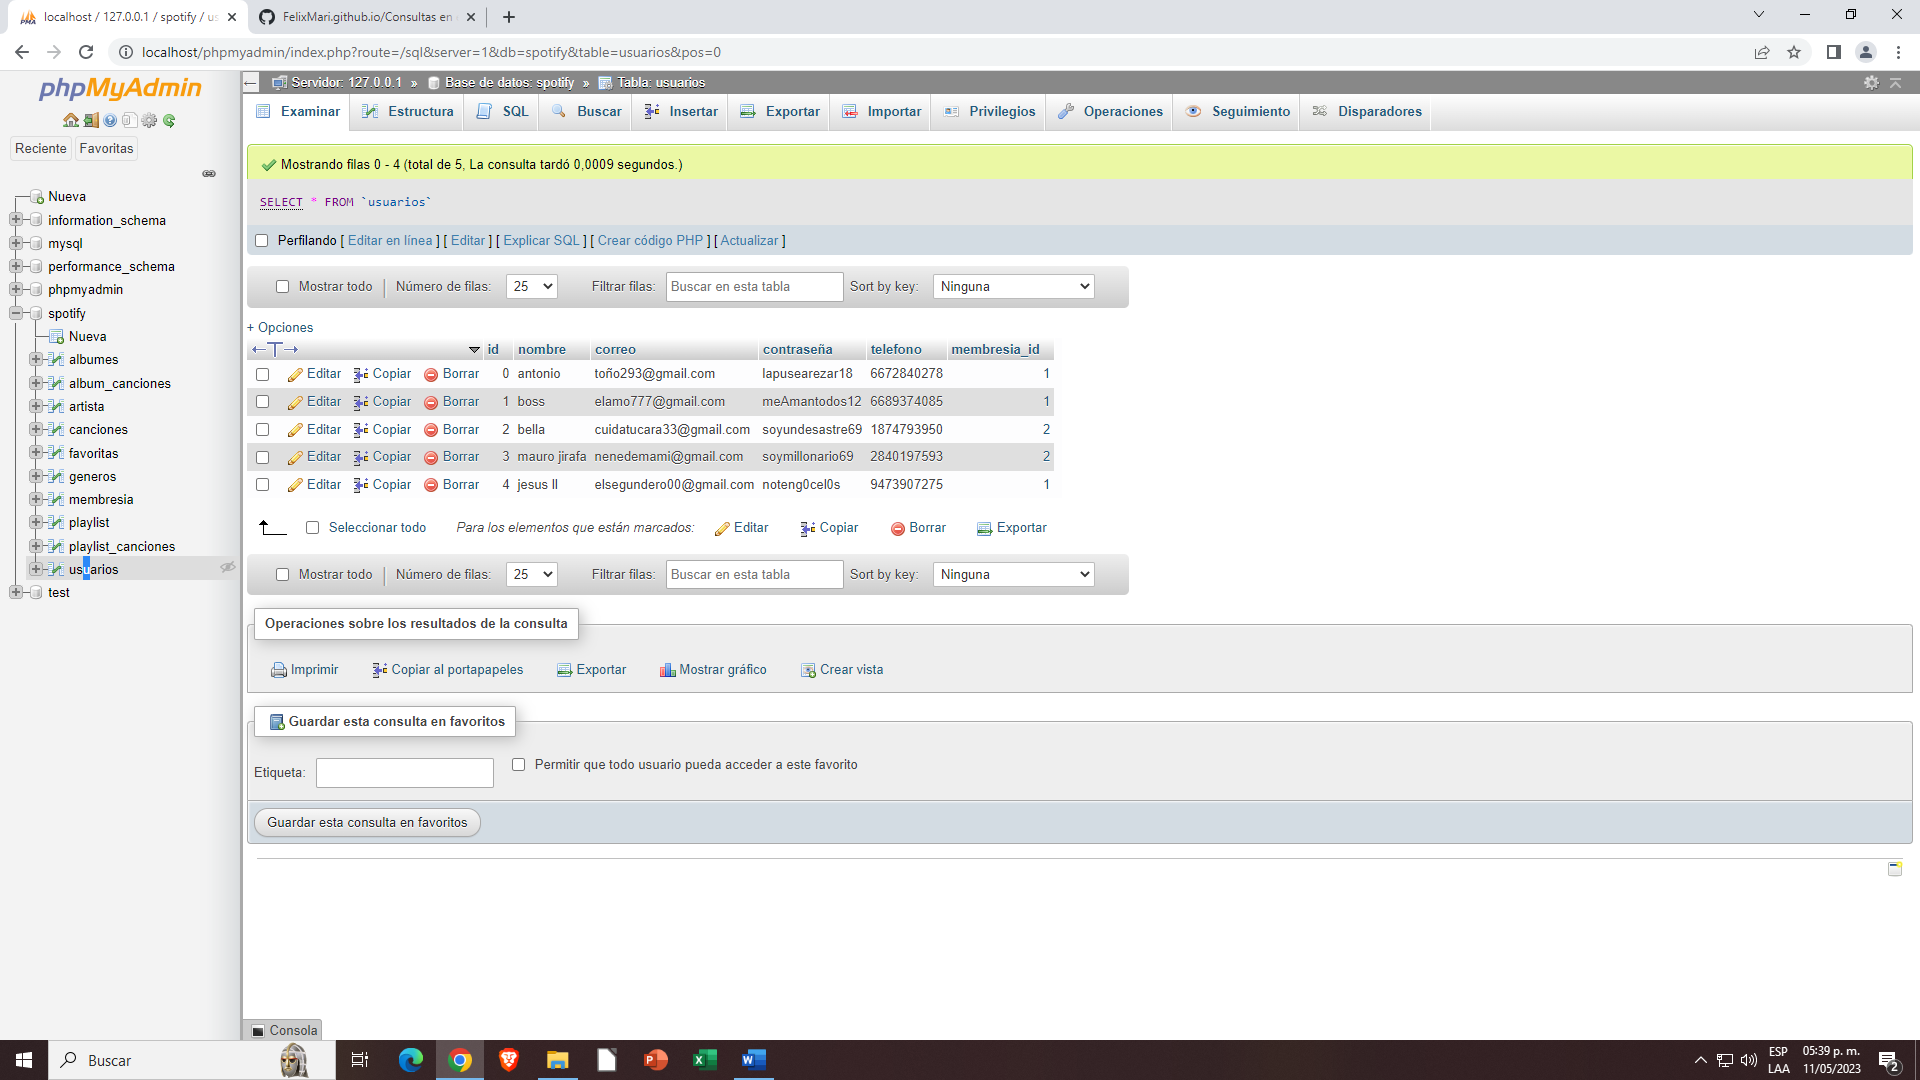 localhost / 127.0.0.1 / spotify / us
FelixMari.github.io/Consultas en
localhost/phpmyadmin/index.php?route=/sql&server=1&db=spotify&table=usuarios&pos=0
phpMyAdmin
Reciente Favoritas
Nueva
information_schema
mysql
performance_schema
phpmyadmin
spotify
Nueva
albumes
album_canciones
artista
canciones
favoritas
generos
membresia
playlist
playlist_canciones
usuarios
test
Servidor: 127.0.0.1 » Base de datos: spotify » Tabla: usuarios
Examinar Estructura SQL Buscar Insertar Exportar Importar Privilegios Operaciones Seguimiento Disparadores
Mostrando filas 0 - 4 (total de 5, La consulta tardó 0,0009 segundos.)
SELECT * FROM `usuarios`
Perfilando [ Editar en línea ] [ Editar ] [ Explicar SQL ] [ Crear código PHP ] [ Actualizar ]
Mostrar todo Número de filas: 25 Filtrar filas: Buscar en esta tabla Sort by key: Ninguna
+ Opciones
←T→ id nombre correo contraseña telefono membresia_id
Editar Copiar Borrar 0 antonio toño293@gmail.com lapusearezar18 6672840278 1
Editar Copiar Borrar 1 boss elamo777@gmail.com meAmantodos12 6689374085 1
Editar Copiar Borrar 2 bella cuidatucara33@gmail.com soyundesastre69 1874793950 2
Editar Copiar Borrar 3 mauro jirafa nenedemami@gmail.com soymillonario69 2840197593 2
Editar Copiar Borrar 4 jesus ll elsegundero00@gmail.com noteng0cel0s 9473907275 1
Seleccionar todo Para los elementos que están marcados: Editar Copiar Borrar Exportar
Mostrar todo Número de filas: 25 Filtrar filas: Buscar en esta tabla Sort by key: Ninguna
Operaciones sobre los resultados de la consulta
Imprimir Copiar al portapapeles Exportar Mostrar gráfico Crear vista
Guardar esta consulta en favoritos
Etiqueta: Permitir que todo usuario pueda acceder a este favorito
Guardar esta consulta en favoritos
Consola
Buscar
ESP
LAA
05:39 p. m.
11/05/2023
2